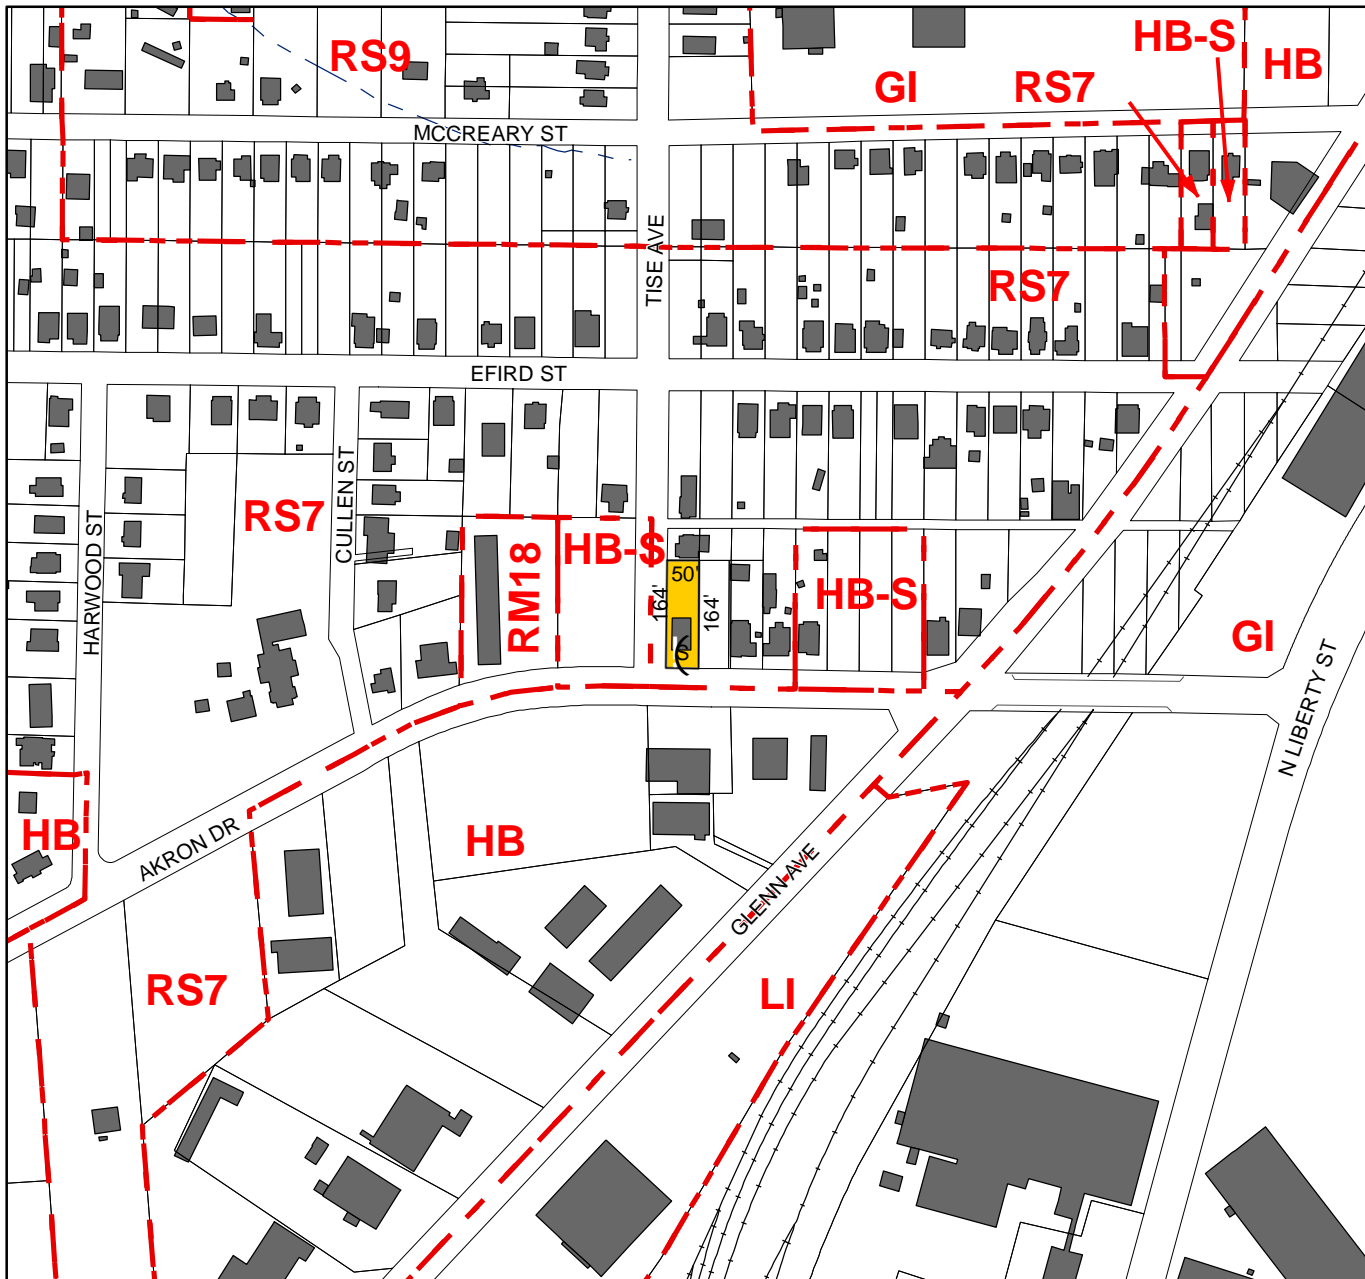 HB-S
RS9
HB
GI
RS7
MCCREARY ST
TISE AVE
RS7
EFIRD ST
CULLEN ST
RS7
HARWOOD ST
RM18
HB-S
50'
164'
164'
S
HB-S
GI
N LIBERTY ST
HB
AKRON DR
HB
GLENN AVE
RS7
LI